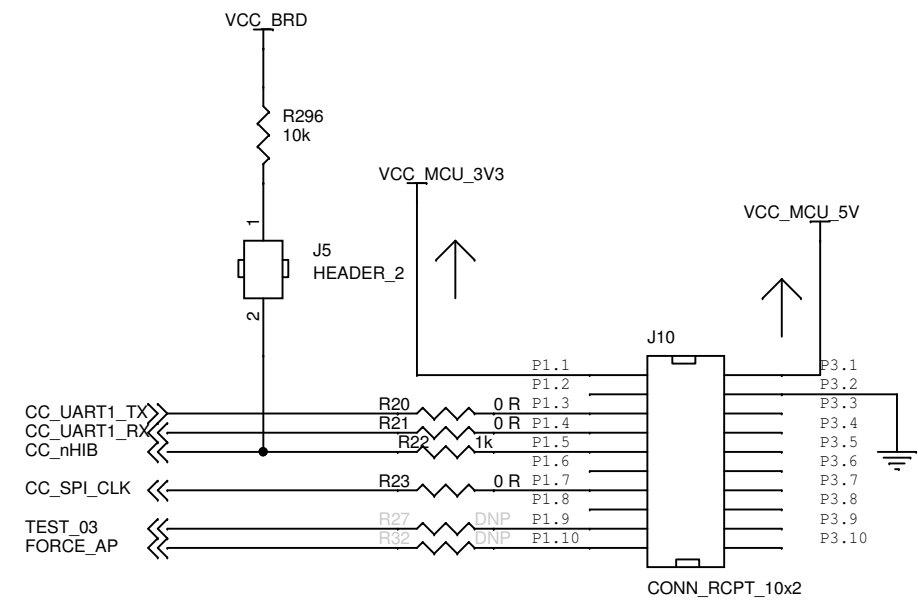 VCC_BRD
R296
10k
VCC_MCU_3V3
VCC_MCU_5V
1
J5
HEADER_2
2
J10
P1.1 P3.1
P1.2 P3.2
CC_UART1_TX R20 0 R P1.3 P3.3
CC_UART1_RX R21 0 R P1.4 P3.4
CC_nHIB R22 1k P1.5 P3.5
P1.6 P3.6
CC_SPI_CLK R23 0 R P1.7 P3.7
P1.8 P3.8
TEST_03 R27 DNP P1.9 P3.9
FORCE_AP R32 DNP P1.10 P3.10
CONN_RCPT_10x2